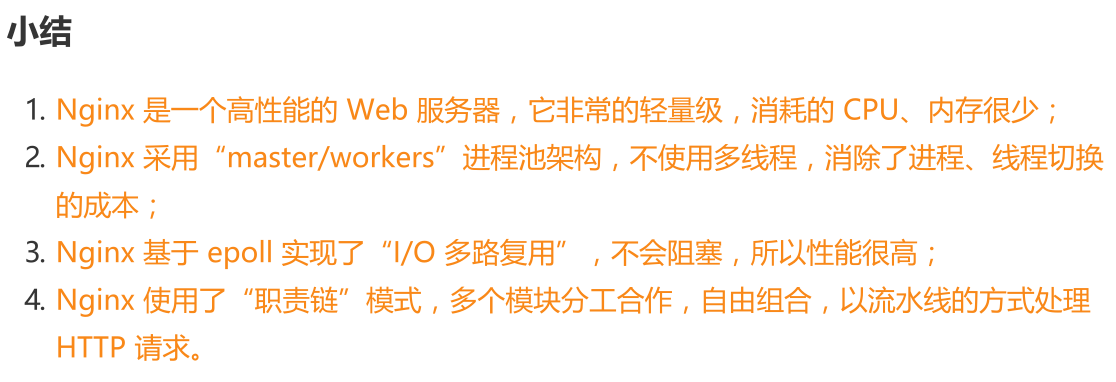 小结
1. Nginx 是一个高性能的 Web 服务器，它非常的轻量级，消耗的 CPU、内存很少；
2. Nginx 采用“master/workers”进程池架构，不使用多线程，消除了进程、线程切换
的成本；
3. Nginx 基于 epoll 实现了“I/O 多路复用”，不会阻塞，所以性能很高；
4. Nginx 使用了“职责链”模式，多个模块分工合作，自由组合，以流水线的方式处理
HTTP 请求。